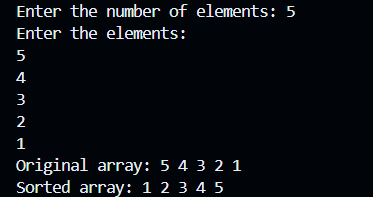 Enter the number of elements: 5
Enter the elements:
5
4
3
2
1
Original array: 5 4 3 2 1
Sorted array: 1 2 3 4 5